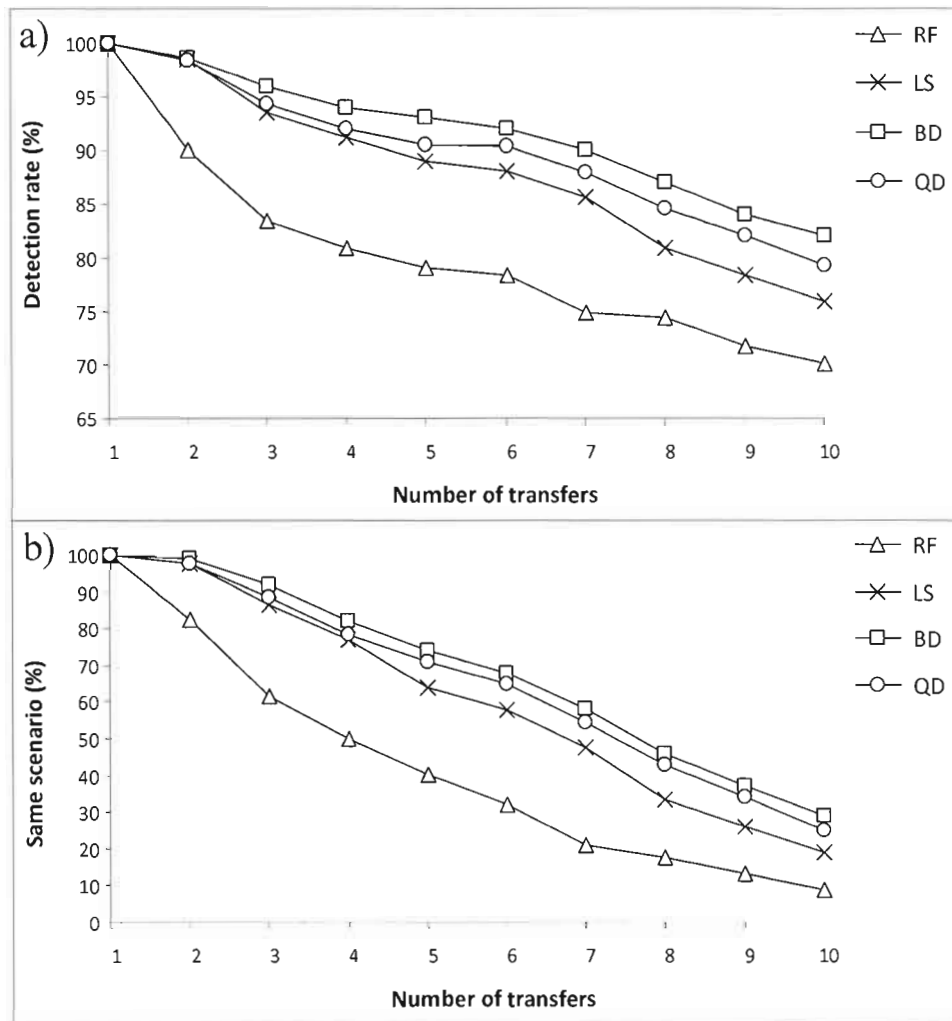 a)
Detection rate (%)
100
95
90
85
80
75
70
65
1 2 3 4 5 6 7 8 9 10
Number of transfers
RF
LS
BD
QD
b)
Same scenario (%)
100
90
80
70
60
50
40
30
20
10
0
1 2 3 4 5 6 7 8 9 10
Number of transfers
RF
LS
BD
QD